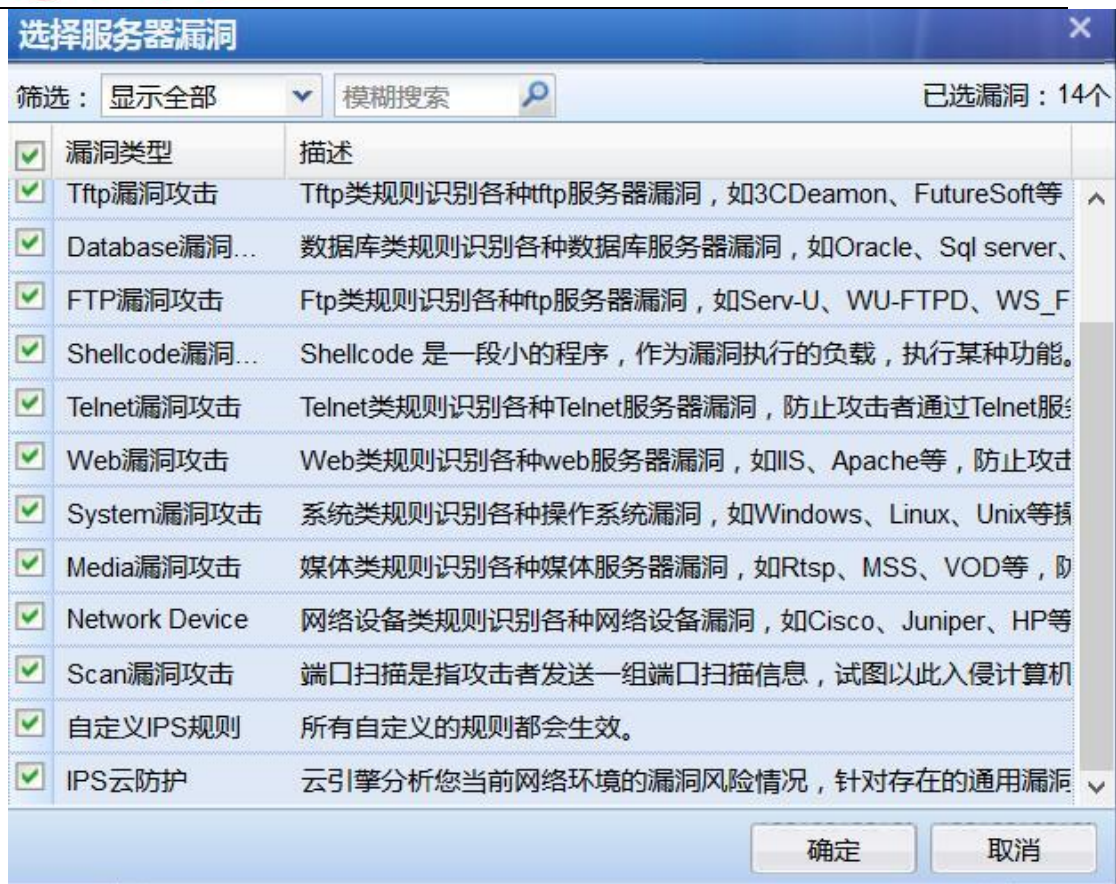 选择服务器漏洞
筛选：显示全部 模糊搜索 已选漏洞：14个
漏洞类型 描述
Tftp漏洞攻击 Tftp类规则识别各种tftp服务器漏洞，如3CDeamon、FutureSoft等
Database漏洞... 数据库类规则识别各种数据库服务器漏洞，如Oracle、Sql server、
FTP漏洞攻击 Ftp类规则识别各种ftp服务器漏洞，如Serv-U、WU-FTPD、WS_F
Shellcode漏洞... Shellcode 是一段小的程序，作为漏洞执行的负载，执行某种功能。
Telnet漏洞攻击 Telnet类规则识别各种Telnet服务器漏洞，防止攻击者通过Telnet服
Web漏洞攻击 Web类规则识别各种web服务器漏洞，如IIS、Apache等，防止攻击
System漏洞攻击 系统类规则识别各种操作系统漏洞，如Windows、Linux、Unix等操
Media漏洞攻击 媒体类规则识别各种媒体服务器漏洞，如Rtsp、MSS、VOD等，防
Network Device 网络设备类规则识别各种网络设备漏洞，如Cisco、Juniper、HP等
Scan漏洞攻击 端口扫描是指攻击者发送一组端口扫描信息，试图以此入侵计算机
自定义IPS规则 所有自定义的规则都会生效。
IPS云防护 云引擎分析您当前网络环境的漏洞风险情况，针对存在的通用漏洞
确定 取消